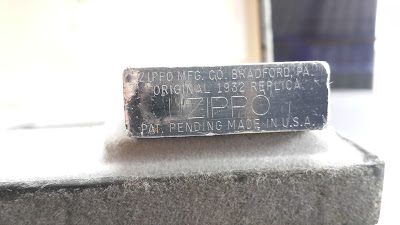 ZIPPO MFG. CO. BRADFORD, PA.
ORIGINAL 1932 REPLICA
ZIPPO
PAT. PENDING MADE IN U.S.A.